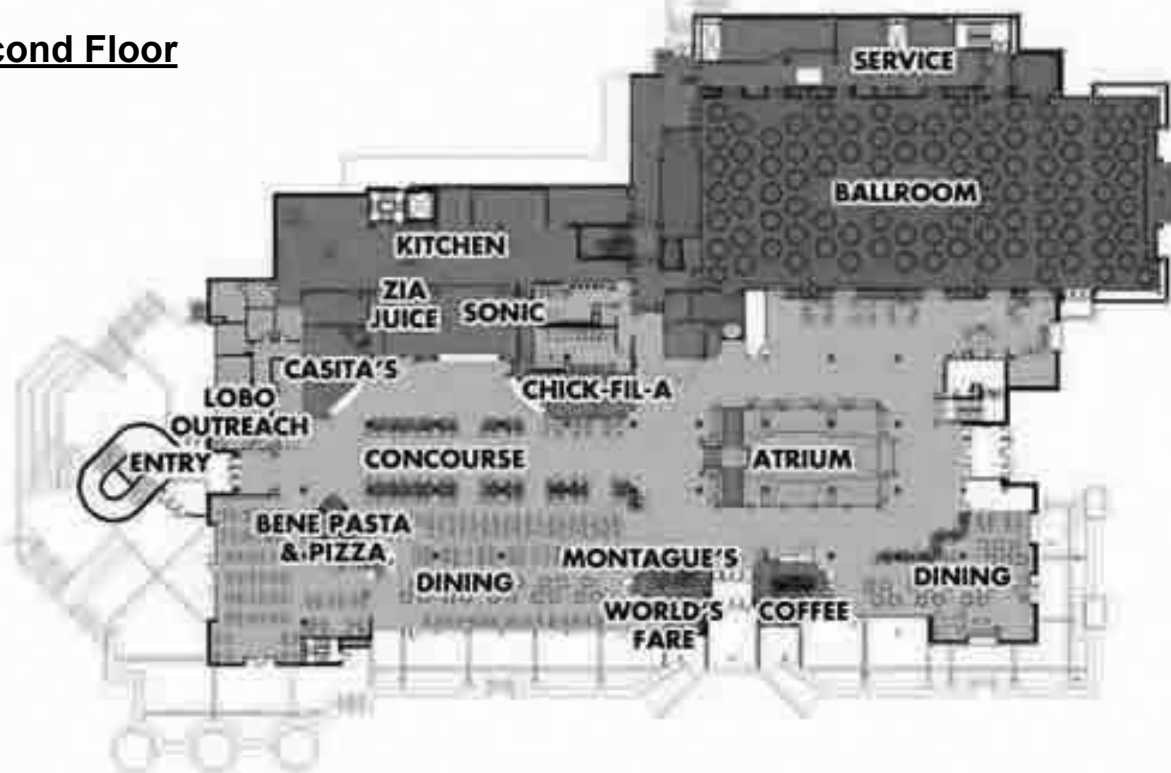 cond Floor
SERVICE
BALLROOM
KITCHEN
ZIA
JUICE
SONIC
CASITA'S
CHICK-FIL-A
LOBO
OUTREACH
ENTRY
CONCOURSE
ATRIUM
BENE PASTA
& PIZZA
MONTAGUE'S
DINING
DINING
WORLD'S
FARE
COFFEE